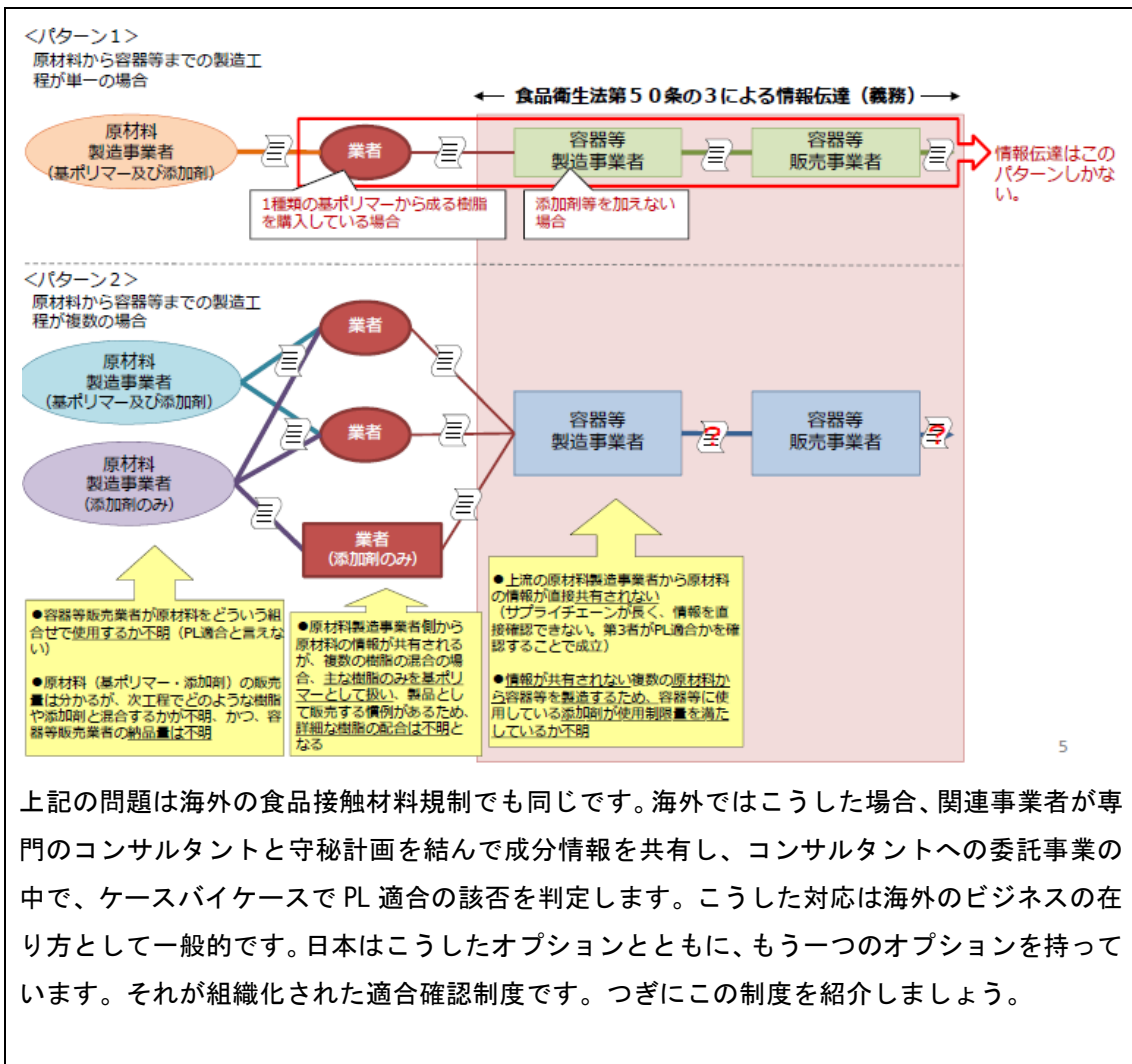 <パターン1>
原材料から容器等までの製造工
程が単一の場合
← 食品衛生法第50条の3による情報伝達(義務) →
原材料
製造事業者
(基ポリマー及び添加剤)
業者
容器等
製造事業者
容器等
販売事業者
情報伝達はこの
パターンしかな
い。
1種類の基ポリマーから成る樹脂
を購入している場合
添加剤等を加えない
場合
<パターン2>
原材料から容器等までの製造工
程が複数の場合
業者
原材料
製造事業者
(基ポリマー及び添加剤)
業者
容器等
製造事業者
?
容器等
販売事業者
?
原材料
製造事業者
(添加剤のみ)
業者
(添加剤のみ)
●容器等販売業者が原材料をどういう組
合せで使用するか不明(PL適合と言えな
い)
●原材料(基ポリマー・添加剤)の販売
量は分かるが、次工程でどのような樹脂
や添加剤と混合するかが不明、かつ、容
器等販売業者の納品量は不明
●原材料製造事業者側から
原材料の情報が共有される
が、複数の樹脂の混合の場
合、主な樹脂のみを基ポリ
マーとして扱い、製品とし
て販売する慣例があるため、
詳細な樹脂の配合は不明と
なる
●上流の原材料製造事業者から原材料
の情報が直接共有されない
(サプライチェーンが長く、情報を直
接確認できない。第3者がPL適合かを確
認することで成立)
●情報が共有されない複数の原材料か
ら容器等を製造するため、容器等に使
用している添加剤が使用制限量を満た
しているか不明
5
上記の問題は海外の食品接触材料規制でも同じです。海外ではこうした場合、関連事業者が専
門のコンサルタントと守秘計画を結んで成分情報を共有し、コンサルタントへの委託事業の
中で、ケースバイケースで PL 適合の該否を判定します。こうした対応は海外のビジネスの在
り方として一般的です。日本はこうしたオプションとともに、もう一つのオプションを持って
います。それが組織化された適合確認制度です。つぎにこの制度を紹介しましょう。